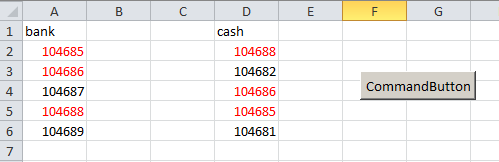 A B C D E F G
1 bank cash
2 104685 104688
3 104686 104682
4 104687 104686
5 104688 104685
6 104689 104681
7
CommandButton